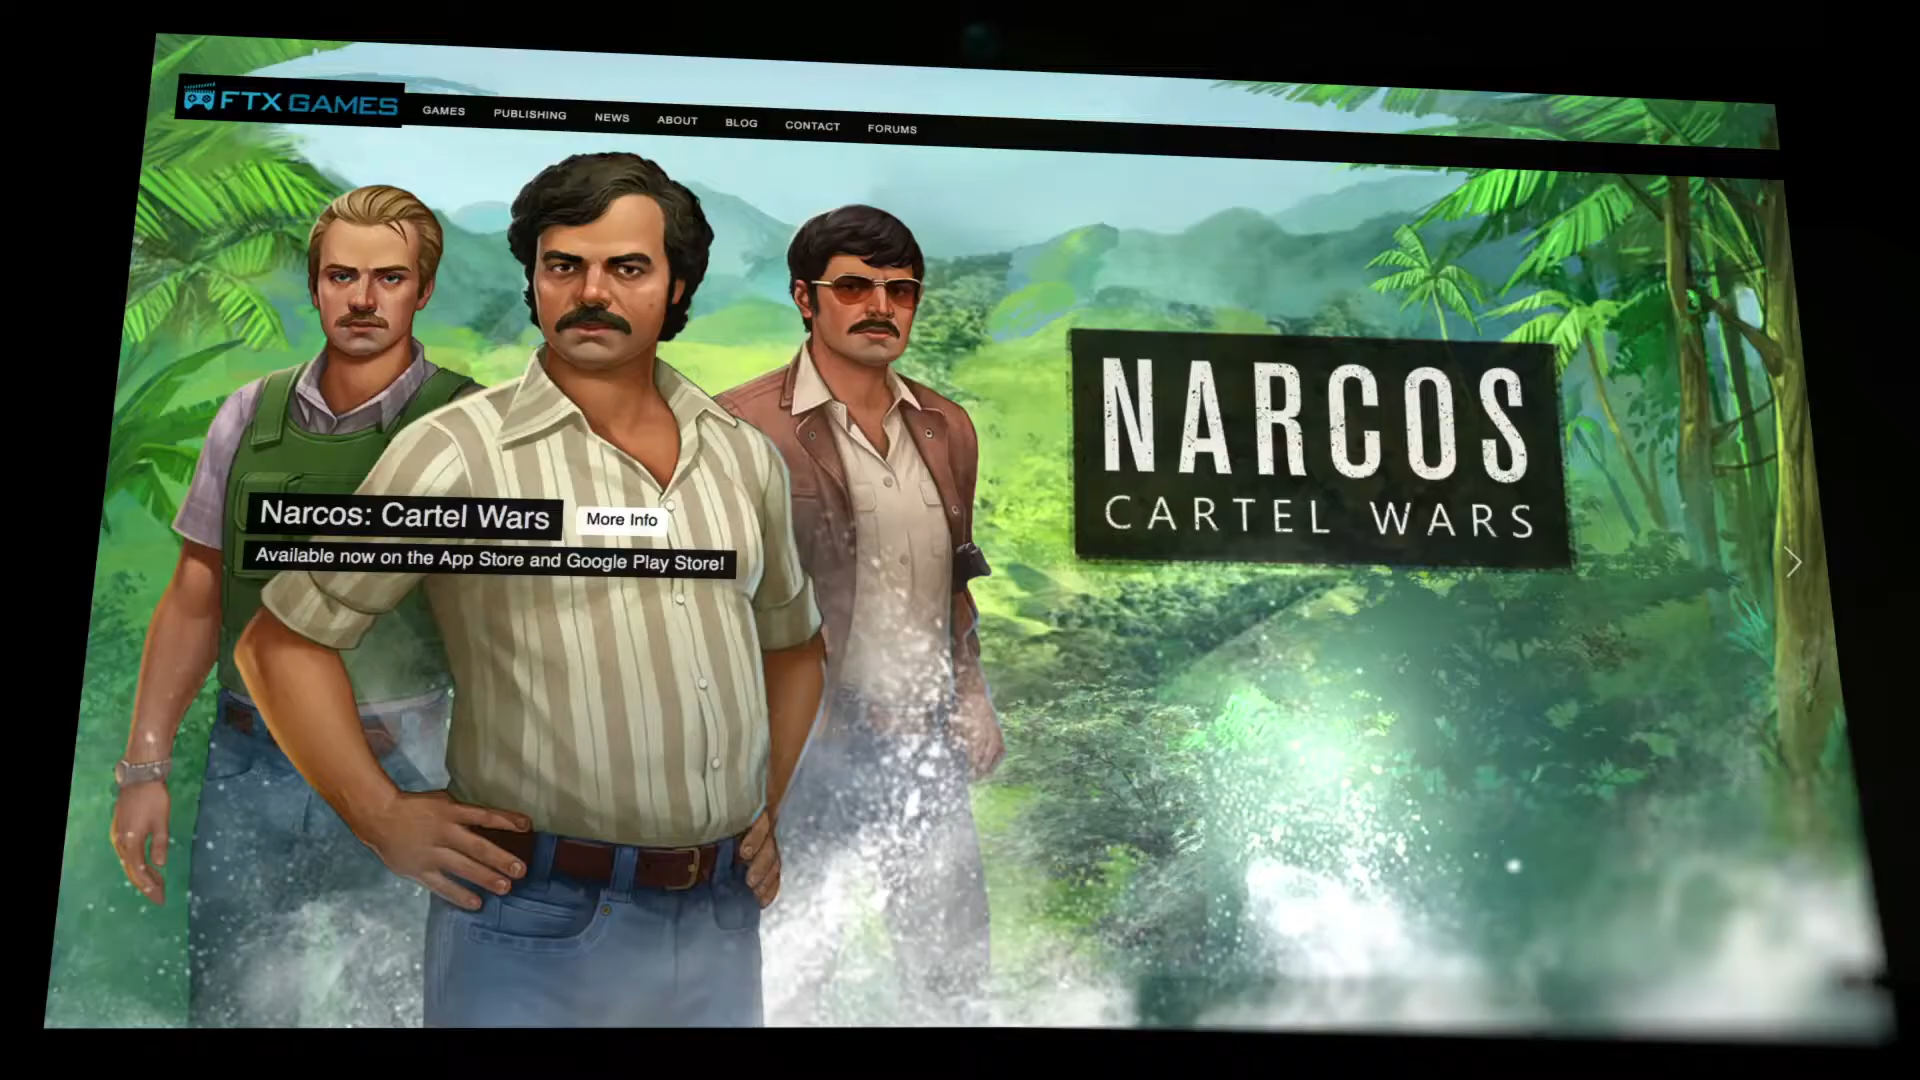 FTX GAMES
GAMES PUBLISHING NEWS ABOUT BLOG CONTACT FORUMS
NARCOS
CARTEL WARS
Narcos: Cartel Wars More Info
Available now on the App Store and Google Play Store!